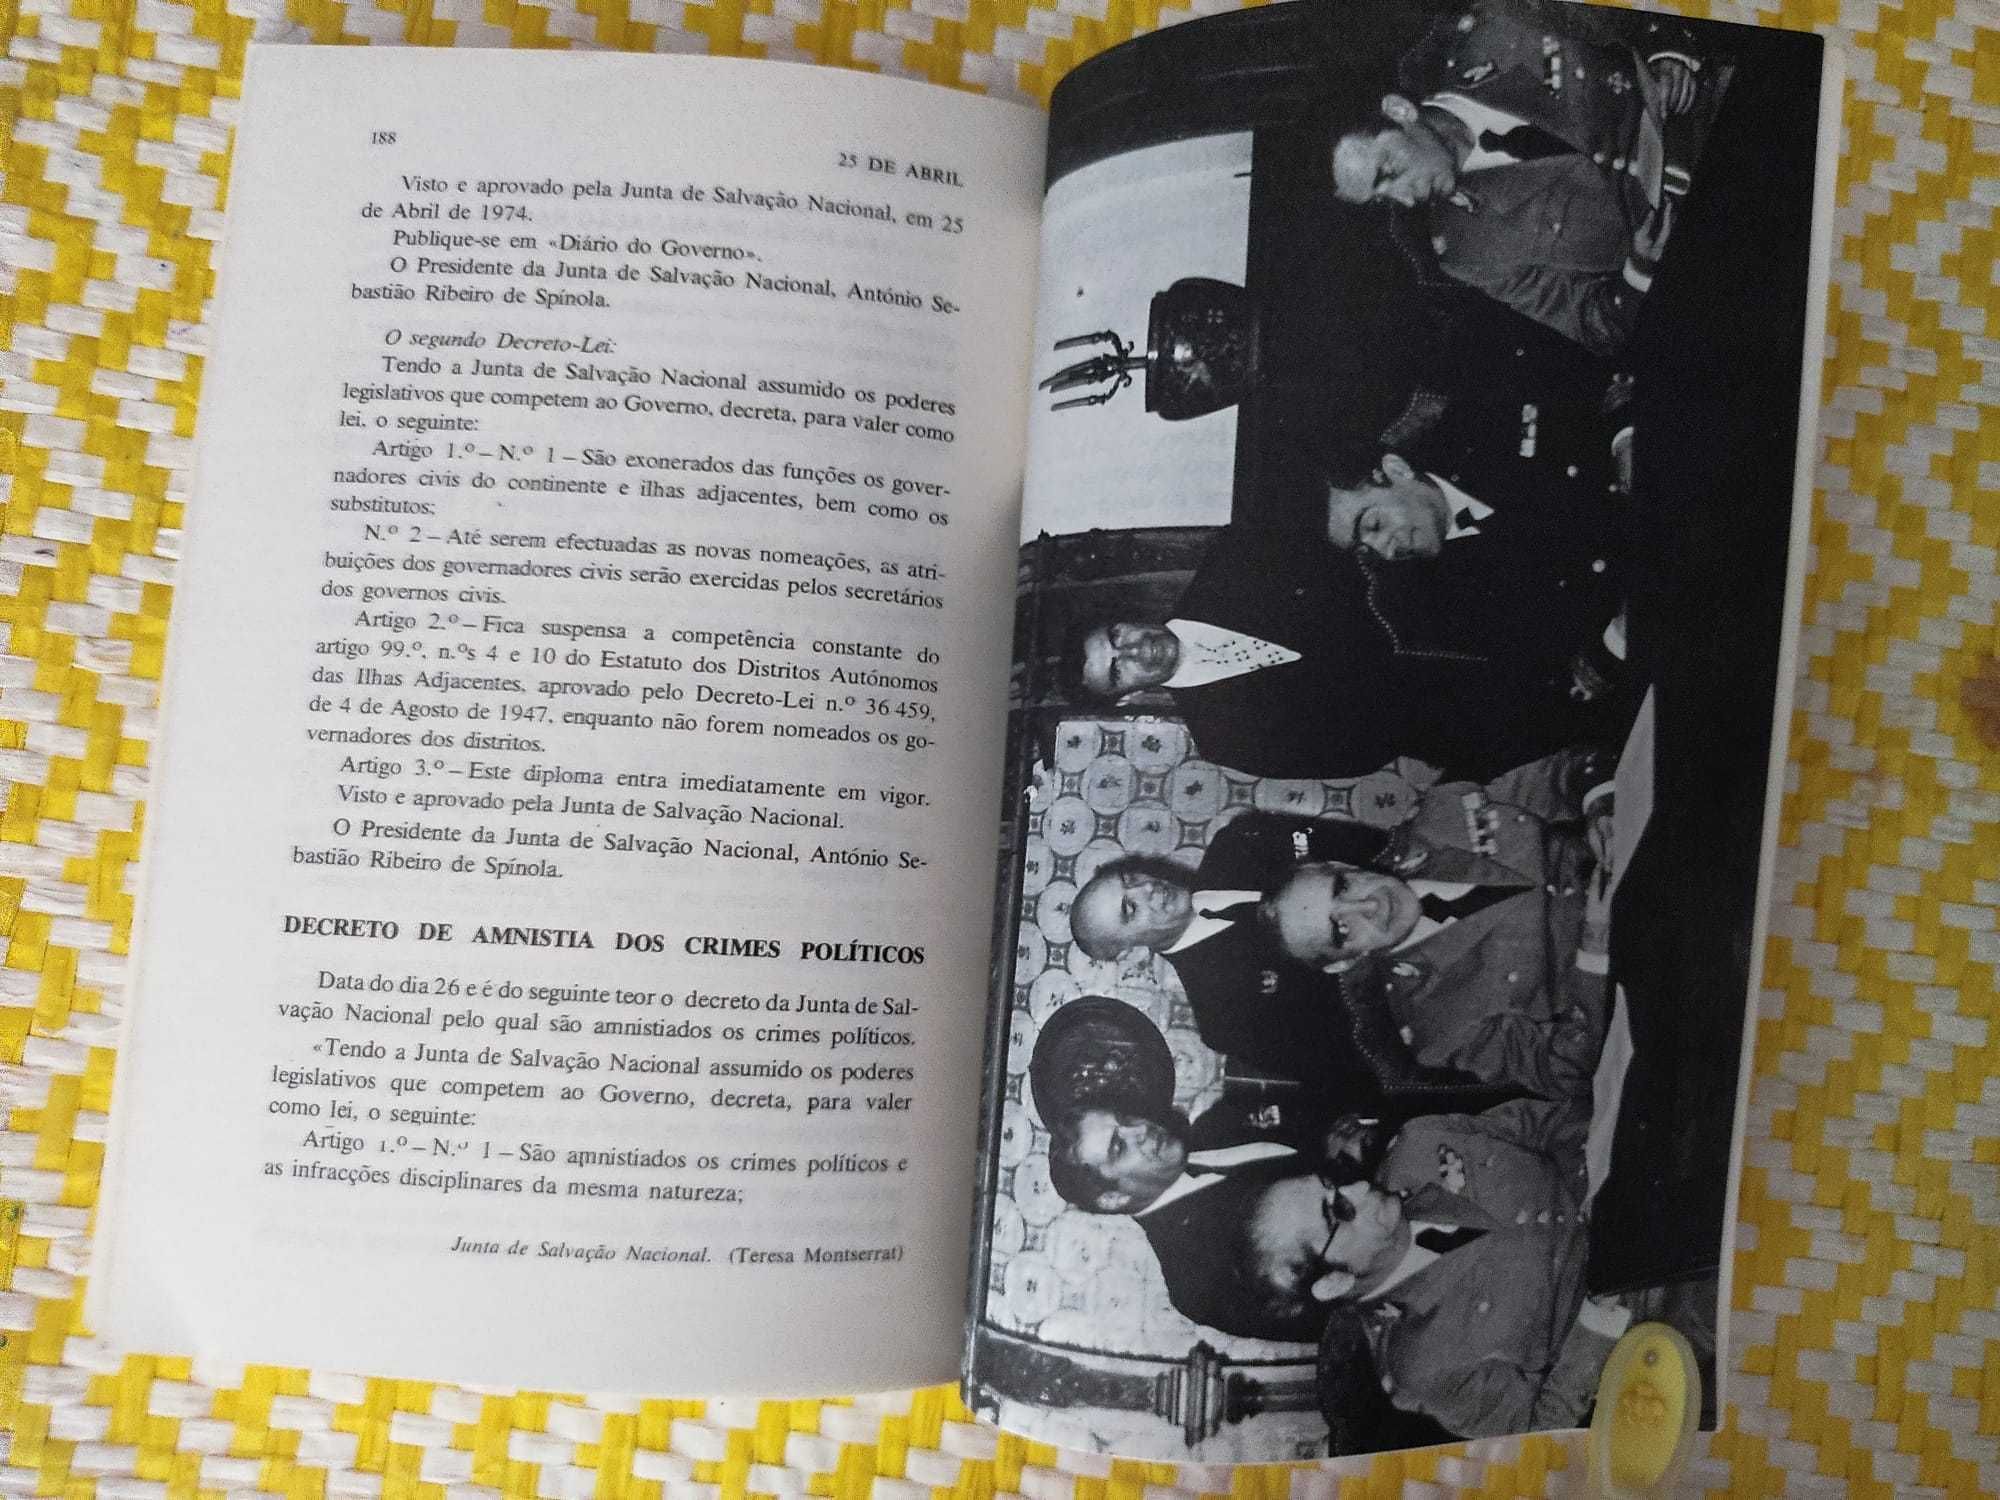 188
25 DE ABRIL
Visto e aprovado pela Junta de Salvação Nacional, em 25
de Abril de 1974.
Publique-se em «Diário do Governo».
O Presidente da Junta de Salvação Nacional, António Se-
bastião Ribeiro de Spínola.
O segundo Decreto-Lei:
Tendo a Junta de Salvação Nacional assumido os poderes
legislativos que competem ao Governo, decreta, para valer como
lei, o seguinte:
Artigo 1.º – N.º 1 – São exonerados das funções os gover-
nadores civis do continente e ilhas adjacentes, bem como os
substitutos;
N.º 2 – Até serem efectuadas as novas nomeações, as atri-
buições dos governadores civis serão exercidas pelos secretários
dos governos civis.
Artigo 2.º – Fica suspensa a competência constante do
artigo 99.º, n.ºs 4 e 10 do Estatuto dos Distritos Autónomos
das Ilhas Adjacentes, aprovado pelo Decreto-Lei n.º 36 459,
de 4 de Agosto de 1947, enquanto não forem nomeados os go-
vernadores dos distritos.
Artigo 3.º – Este diploma entra imediatamente em vigor.
Visto e aprovado pela Junta de Salvação Nacional.
O Presidente da Junta de Salvação Nacional, António Se-
bastião Ribeiro de Spínola.
DECRETO DE AMNISTIA DOS CRIMES POLÍTICOS
Data do dia 26 e é do seguinte teor o decreto da Junta de Sal-
vação Nacional pelo qual são amnistiados os crimes políticos.
«Tendo a Junta de Salvação Nacional assumido os poderes
legislativos que competem ao Governo, decreta, para valer
como lei, o seguinte:
Artigo 1.º – N.º 1 – São amnistiados os crimes políticos e
as infracções disciplinares da mesma natureza;
Junta de Salvação Nacional. (Teresa Montserrat)